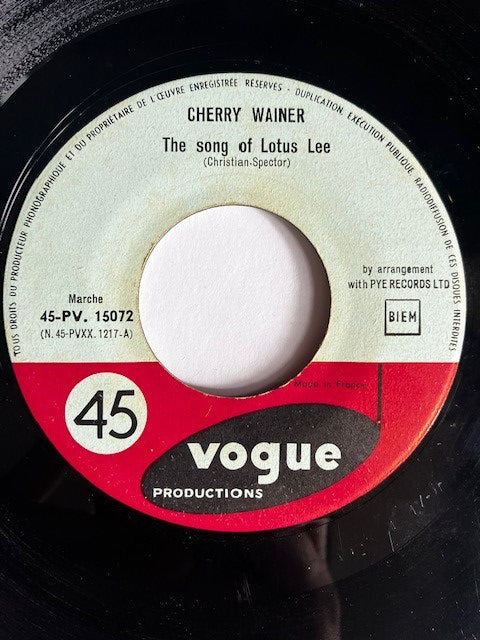 TOUS DROITS DU PRODUCTEUR PHONOGRAPHIQUE ET DU PROPRIÉTAIRE DE L'ŒUVRE ENREGISTRÉE RÉSERVÉS - DUPLICATION, EXÉCUTION PUBLIQUE, RADIODIFFUSION DE CES DISQUES INTERDITES
CHERRY WAINER
The song of Lotus Lee
(Christian-Spector)
by arrangement
with PYE RECORDS LTD
Marche
45-PV. 15072
(N. 45-PVXX. 1217-A)
BIEM
Made in France
45
vogue
PRODUCTIONS